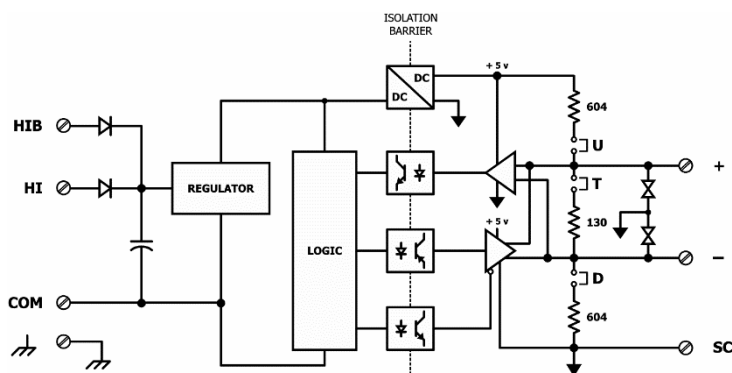 ISOLATION
BARRIER
+ 5 v
DC
DC
604
HIB
U
+
HI
REGULATOR
T
130
+ 5 v
LOGIC
−
D
COM
604
SC